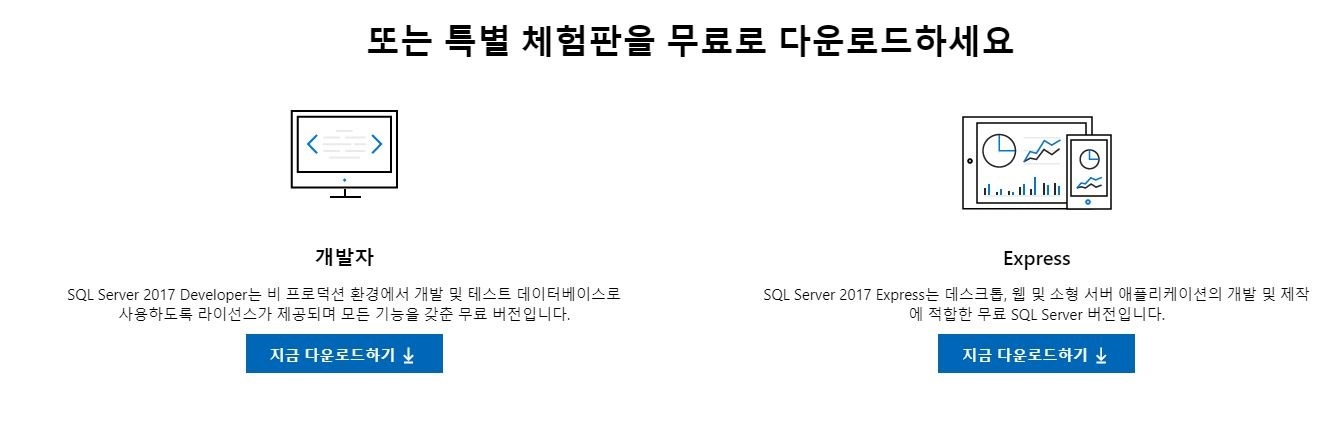 또는 특별 체험판을 무료로 다운로드하세요
개발자
SQL Server 2017 Developer는 비 프로덕션 환경에서 개발 및 테스트 데이터베이스로
사용하도록 라이선스가 제공되며 모든 기능을 갖춘 무료 버전입니다.
지금 다운로드하기
Express
SQL Server 2017 Express는 데스크톱, 웹 및 소형 서버 애플리케이션의 개발 및 제작
에 적합한 무료 SQL Server 버전입니다.
지금 다운로드하기